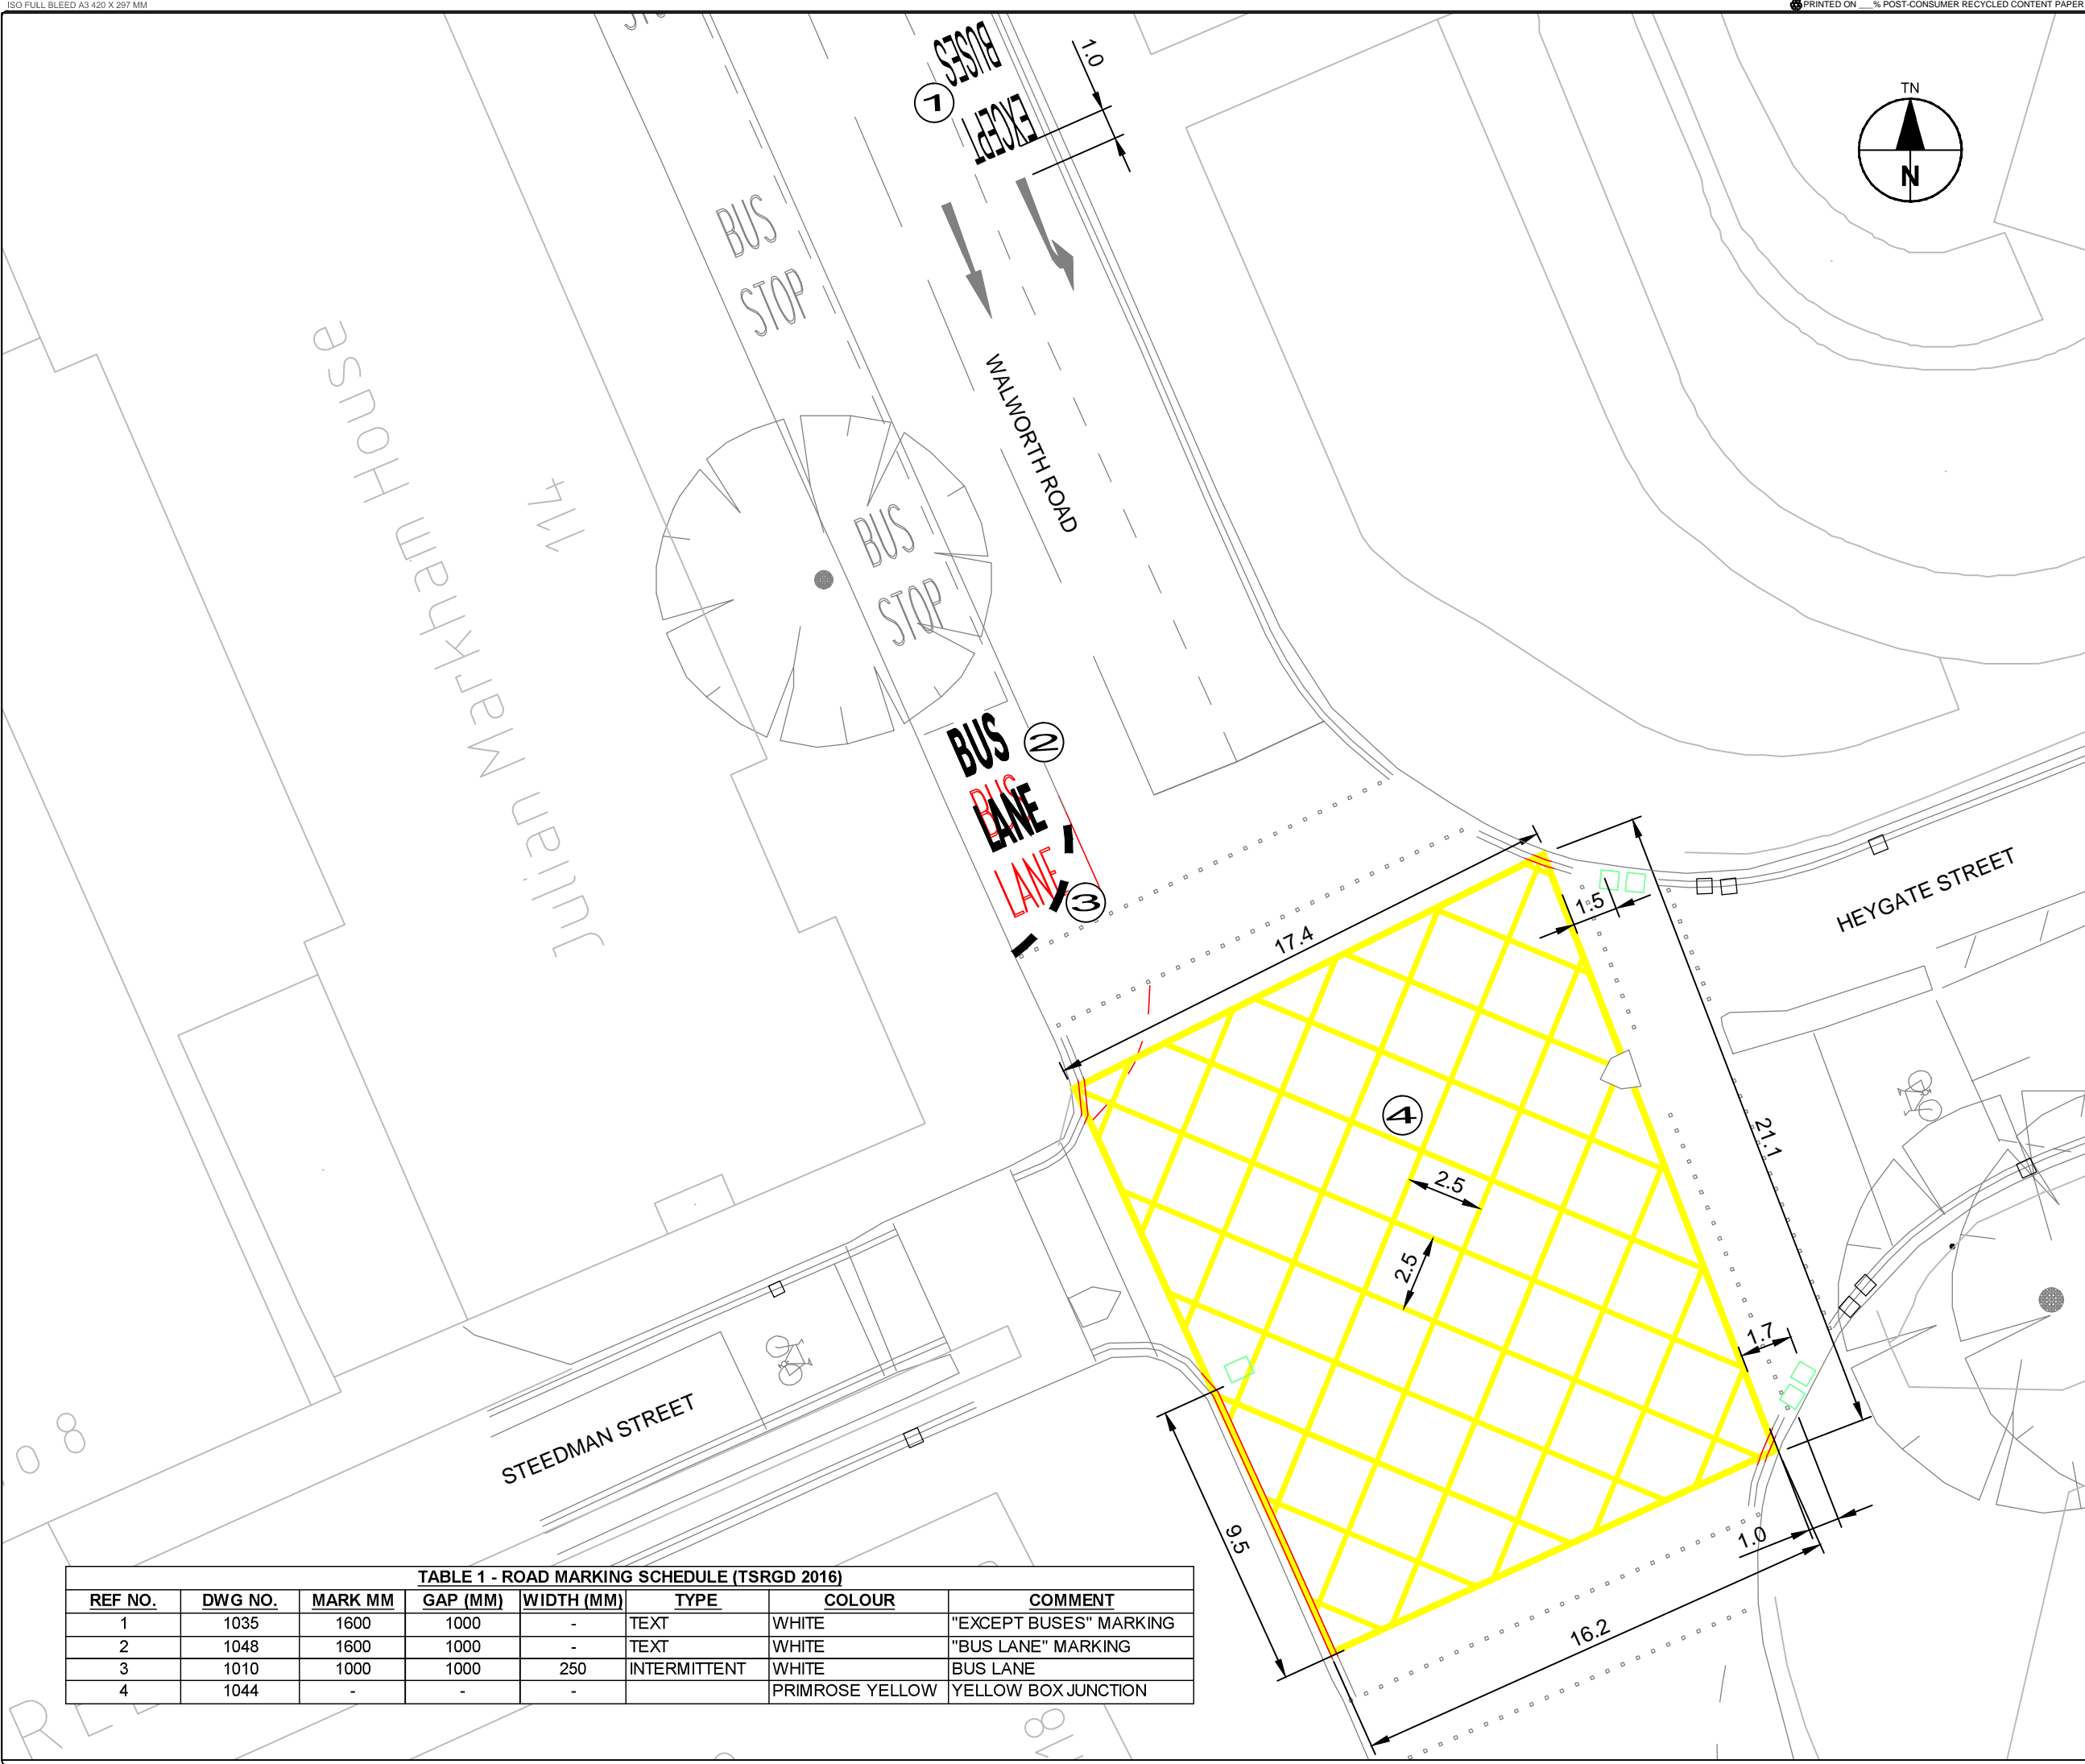 ISO FULL BLEED A3 420 X 297 MM
PRINTED ON ___% POST-CONSUMER RECYCLED CONTENT PAPER
BUSES
EXCEPT
1
1.0
TN
N
BUS
STOP
WALWORTH ROAD
Julian Markham House
114
BUS
STOP
BUS
LANE
2
BUS
LANE
3
17.4
1.5
HEYGATE STREET
4
2.5
2.5
21.1
1.7
1.0
9.5
16.2
STEEDMAN STREET
TABLE 1 - ROAD MARKING SCHEDULE (TSRGD 2016)
REF NO. DWG NO. MARK MM GAP (MM) WIDTH (MM) TYPE COLOUR COMMENT
1 1035 1600 1000 - TEXT WHITE "EXCEPT BUSES" MARKING
2 1048 1600 1000 - TEXT WHITE "BUS LANE" MARKING
3 1010 1000 1000 250 INTERMITTENT WHITE BUS LANE
4 1044 - - - PRIMROSE YELLOW YELLOW BOX JUNCTION